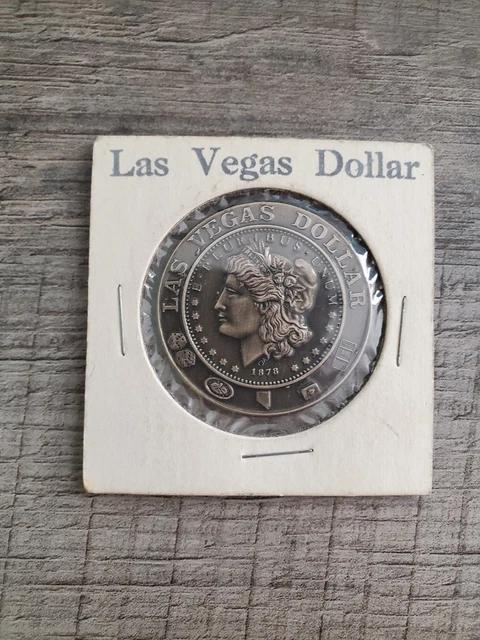 Las Vegas Dollar
LAS VEGAS DOLLAR
E·PLURIBUS·UNUM
1878